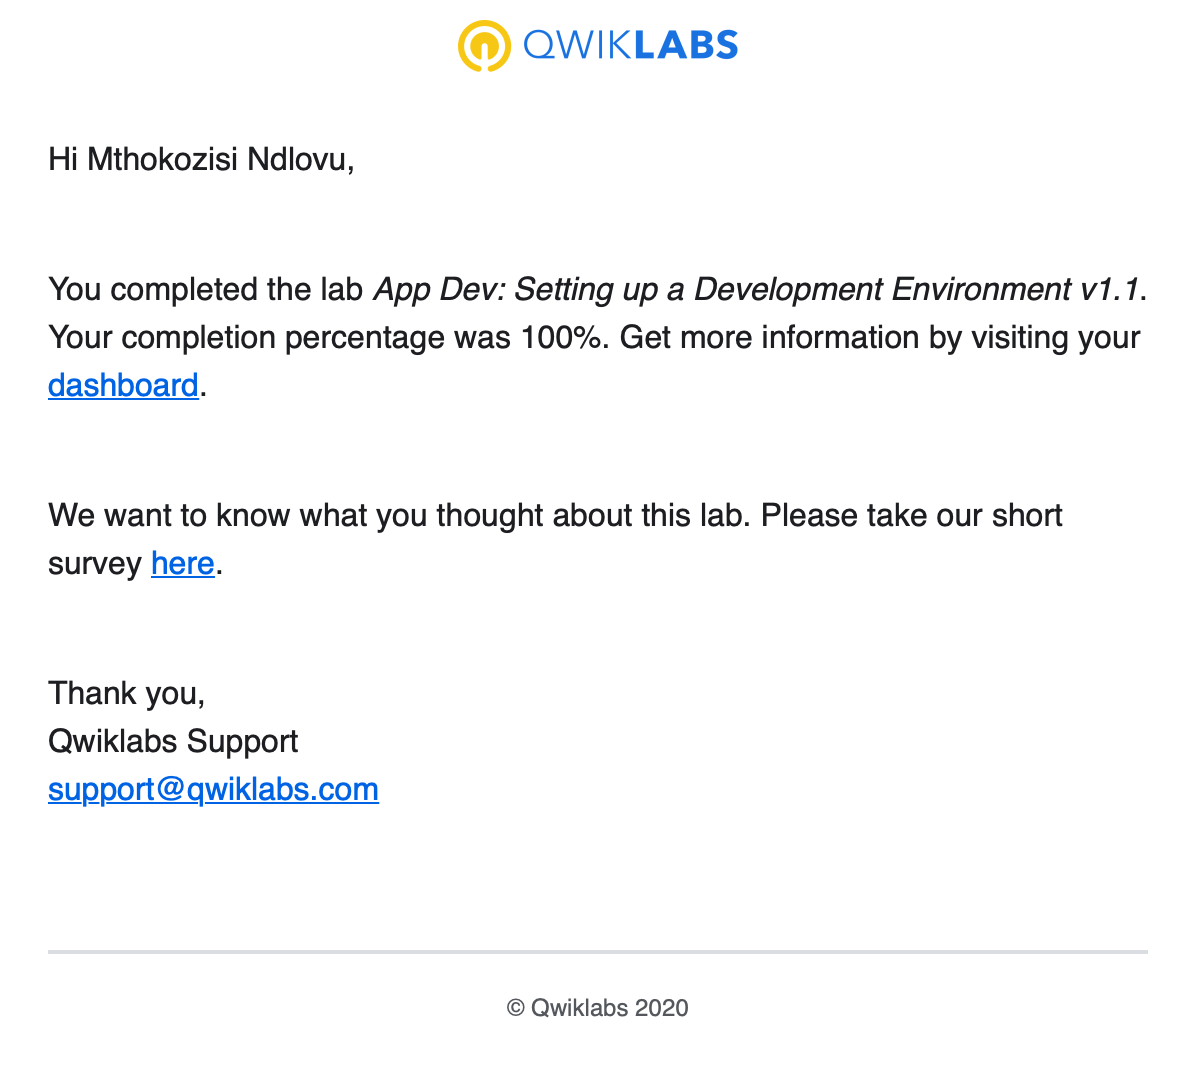 QWIKLABS
Hi Mthokozisi Ndlovu,
You completed the lab App Dev: Setting up a Development Environment v1.1.
Your completion percentage was 100%. Get more information by visiting your
dashboard.
We want to know what you thought about this lab. Please take our short
survey here.
Thank you,
Qwiklabs Support
support@qwiklabs.com
© Qwiklabs 2020